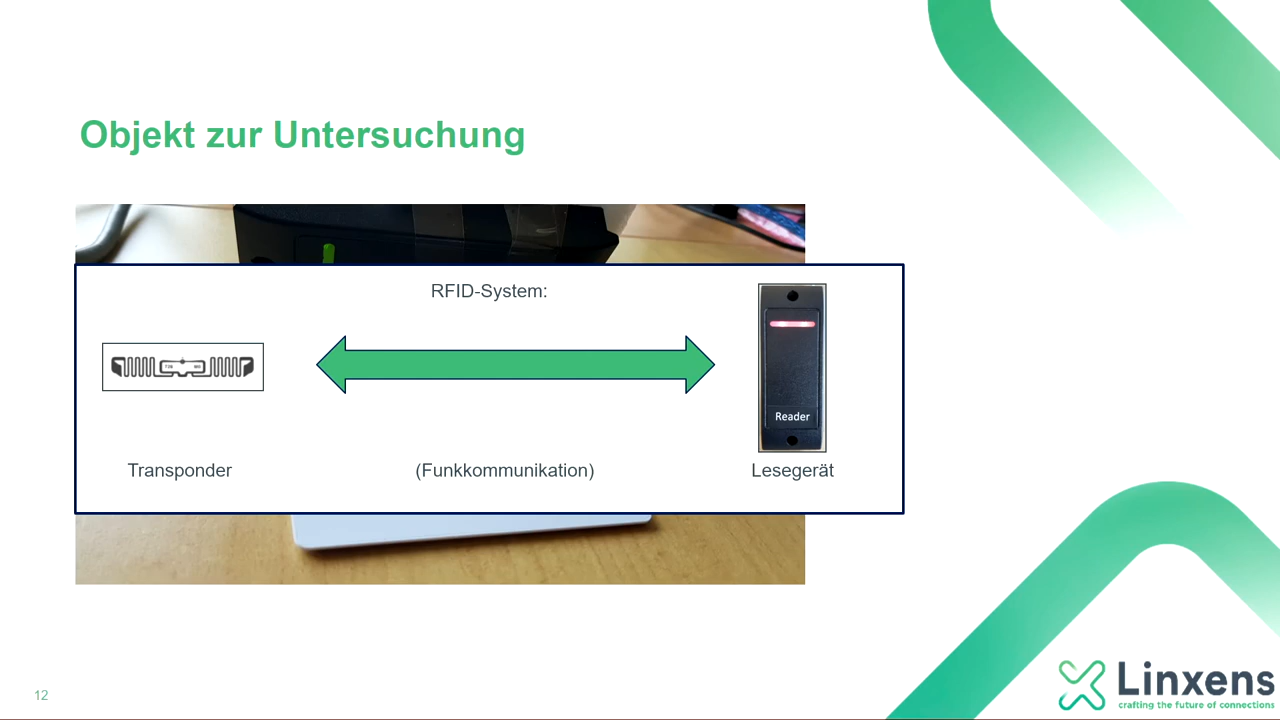 Objekt zur Untersuchung
RFID-System:
Reader
Transponder
(Funkkommunikation)
Lesegerät
12
Linxens
crafting the future of connections